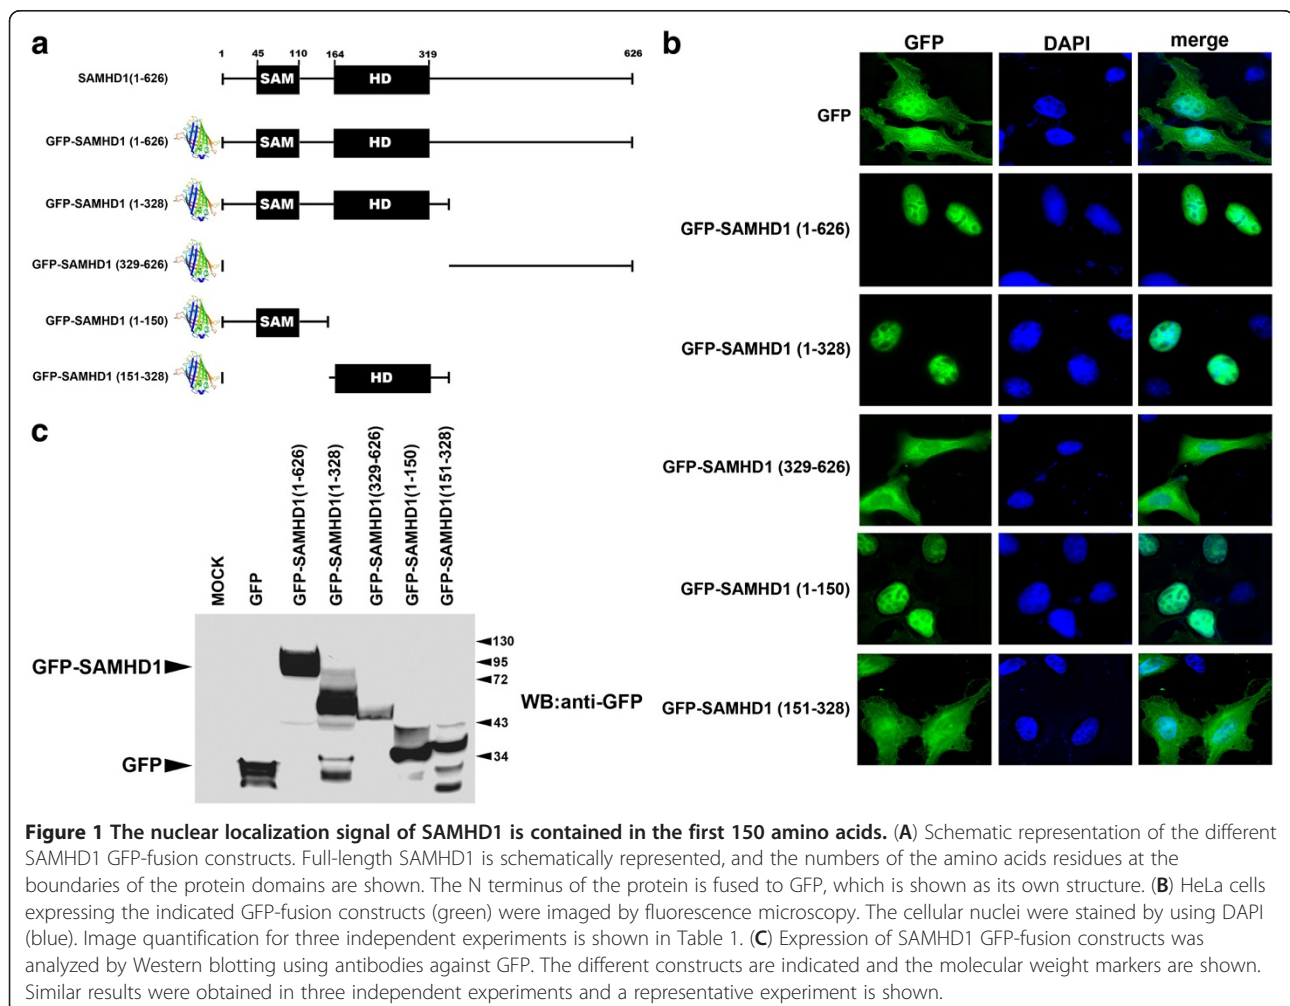 a
1 45 110 164 319 626
SAMHD1(1-626) SAM HD
GFP-SAMHD1 (1-626) SAM HD
GFP-SAMHD1 (1-328) SAM HD
GFP-SAMHD1 (329-626)
GFP-SAMHD1 (1-150) SAM
GFP-SAMHD1 (151-328) HD
b
GFP DAPI merge
GFP
GFP-SAMHD1 (1-626)
GFP-SAMHD1 (1-328)
GFP-SAMHD1 (329-626)
GFP-SAMHD1 (1-150)
GFP-SAMHD1 (151-328)
c
MOCK
GFP
GFP-SAMHD1(1-626)
GFP-SAMHD1(1-328)
GFP-SAMHD1(329-626)
GFP-SAMHD1(1-150)
GFP-SAMHD1(151-328)
GFP-SAMHD1
GFP
130
95
72
43
34
WB:anti-GFP
Figure 1 The nuclear localization signal of SAMHD1 is contained in the first 150 amino acids. (A) Schematic representation of the different
SAMHD1 GFP-fusion constructs. Full-length SAMHD1 is schematically represented, and the numbers of the amino acids residues at the
boundaries of the protein domains are shown. The N terminus of the protein is fused to GFP, which is shown as its own structure. (B) HeLa cells
expressing the indicated GFP-fusion constructs (green) were imaged by fluorescence microscopy. The cellular nuclei were stained by using DAPI
(blue). Image quantification for three independent experiments is shown in Table 1. (C) Expression of SAMHD1 GFP-fusion constructs was
analyzed by Western blotting using antibodies against GFP. The different constructs are indicated and the molecular weight markers are shown.
Similar results were obtained in three independent experiments and a representative experiment is shown.